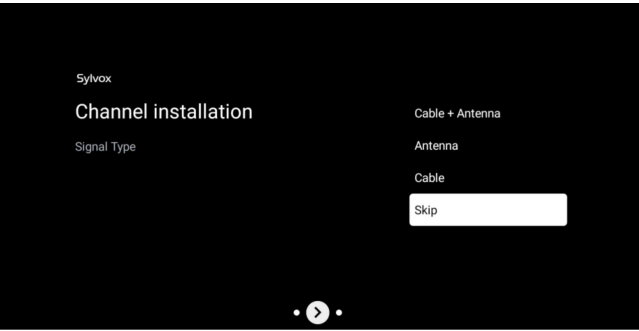 Sylvox
Channel installation
Signal Type
Cable + Antenna
Antenna
Cable
Skip